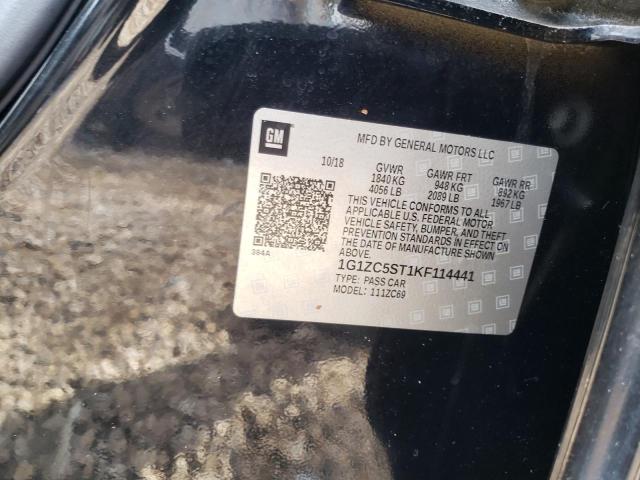 GM
MFD BY GENERAL MOTORS LLC
10/18 GVWR GAWR FRT GAWR RR
1840 KG 948 KG 892 KG
4056 LB 2089 LB 1967 LB
THIS VEHICLE CONFORMS TO ALL
APPLICABLE U.S. FEDERAL MOTOR
VEHICLE SAFETY, BUMPER, AND THEFT
PREVENTION STANDARDS IN EFFECT ON
THE DATE OF MANUFACTURE SHOWN
ABOVE.
384A
1G1ZC5ST1KF114441
TYPE: PASS CAR
MODEL: 111ZC69